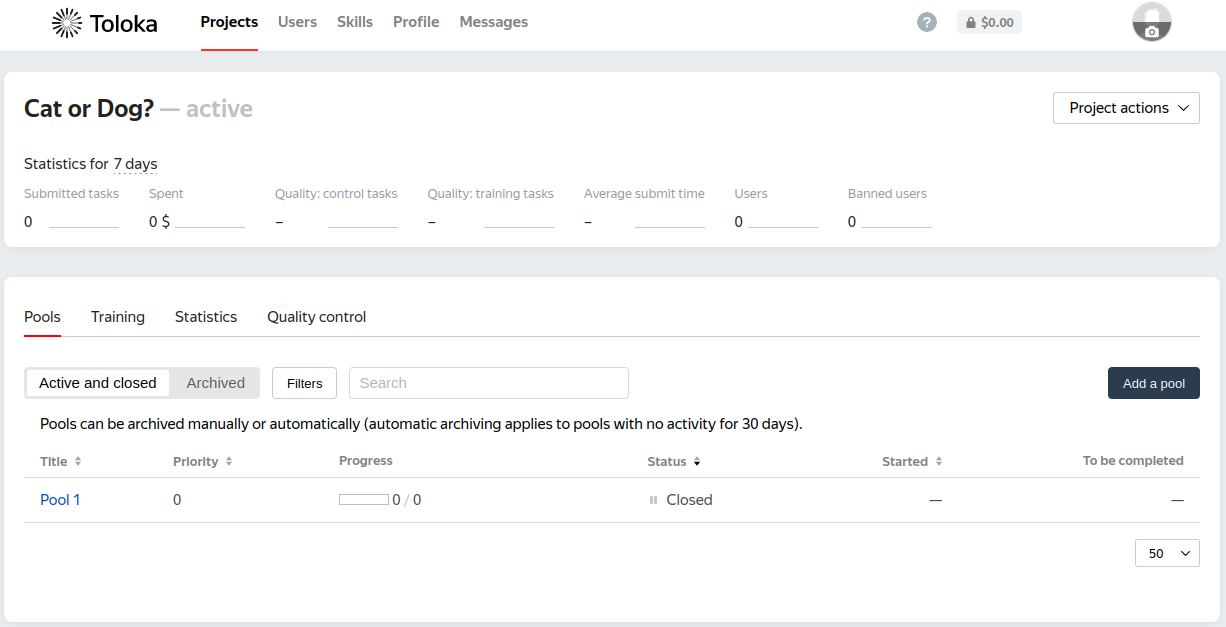 Toloka Projects Users Skills Profile Messages ? $0.00
Cat or Dog? — active Project actions
Statistics for 7 days
Submitted tasks Spent Quality: control tasks Quality: training tasks Average submit time Users Banned users
0 0 $ – – – 0 0
Pools Training Statistics Quality control
Active and closed Archived Filters Search Add a pool
Pools can be archived manually or automatically (automatic archiving applies to pools with no activity for 30 days).
Title Priority Progress Status Started To be completed
Pool 1 0 0 / 0 Closed — —
50